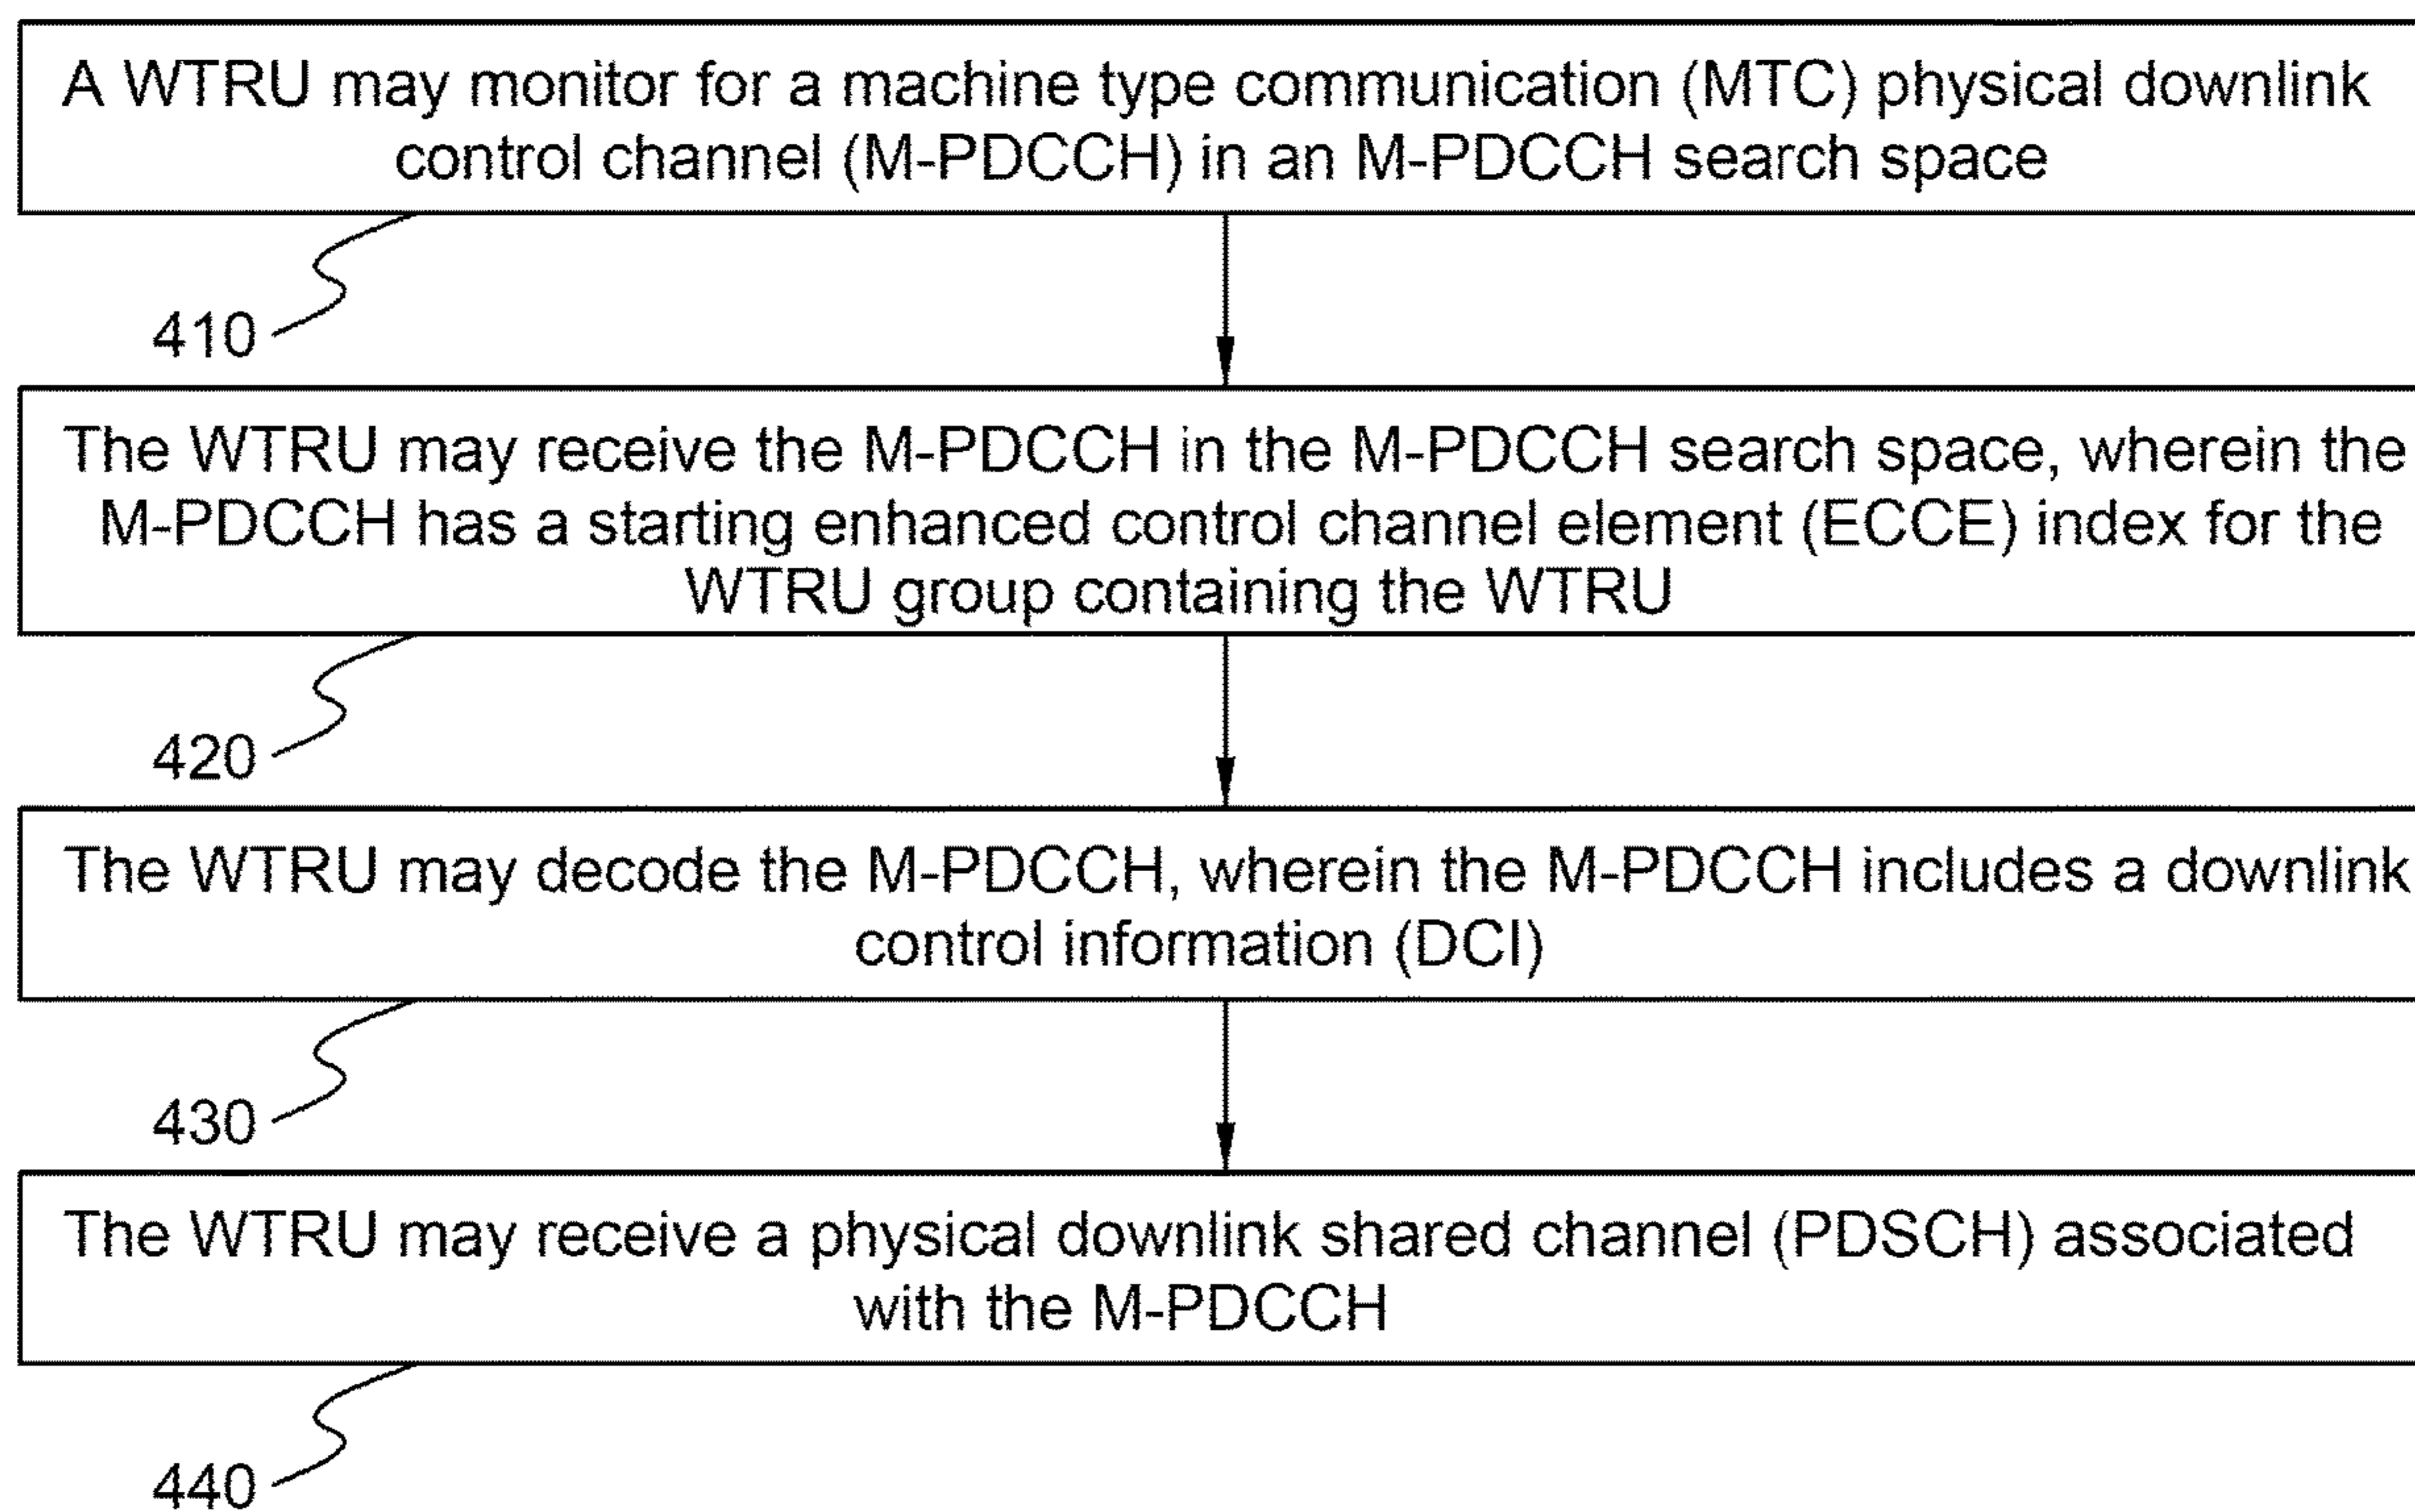 A WTRU may monitor for a machine type communication (MTC) physical downlink
control channel (M-PDCCH) in an M-PDCCH search space
410
The WTRU may receive the M-PDCCH in the M-PDCCH search space, wherein the
M-PDCCH has a starting enhanced control channel element (ECCE) index for the
WTRU group containing the WTRU
420
The WTRU may decode the M-PDCCH, wherein the M-PDCCH includes a downlink
control information (DCI)
430
The WTRU may receive a physical downlink shared channel (PDSCH) associated
with the M-PDCCH
440